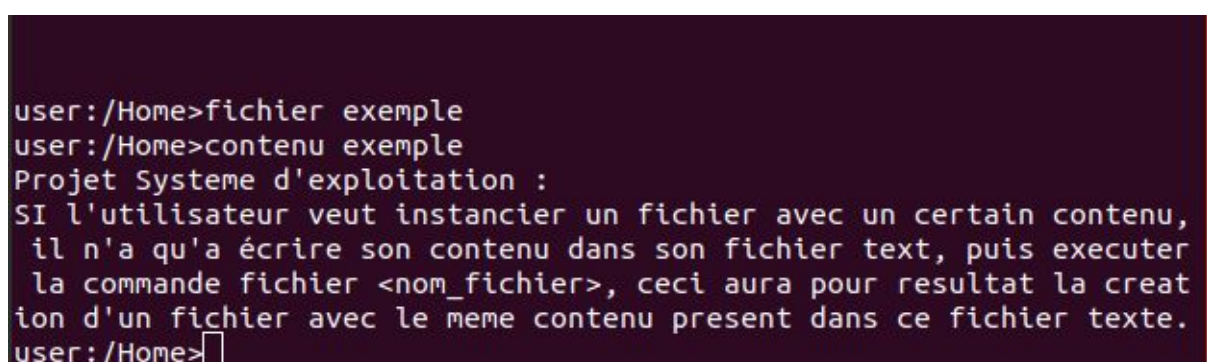 user:/Home>fichier exemple
user:/Home>contenu exemple
Projet Systeme d'exploitation :
SI l'utilisateur veut instancier un fichier avec un certain contenu,
il n'a qu'a écrire son contenu dans son fichier text, puis executer
la commande fichier <nom_fichier>, ceci aura pour resultat la creat
ion d'un fichier avec le meme contenu present dans ce fichier texte.
user:/Home>